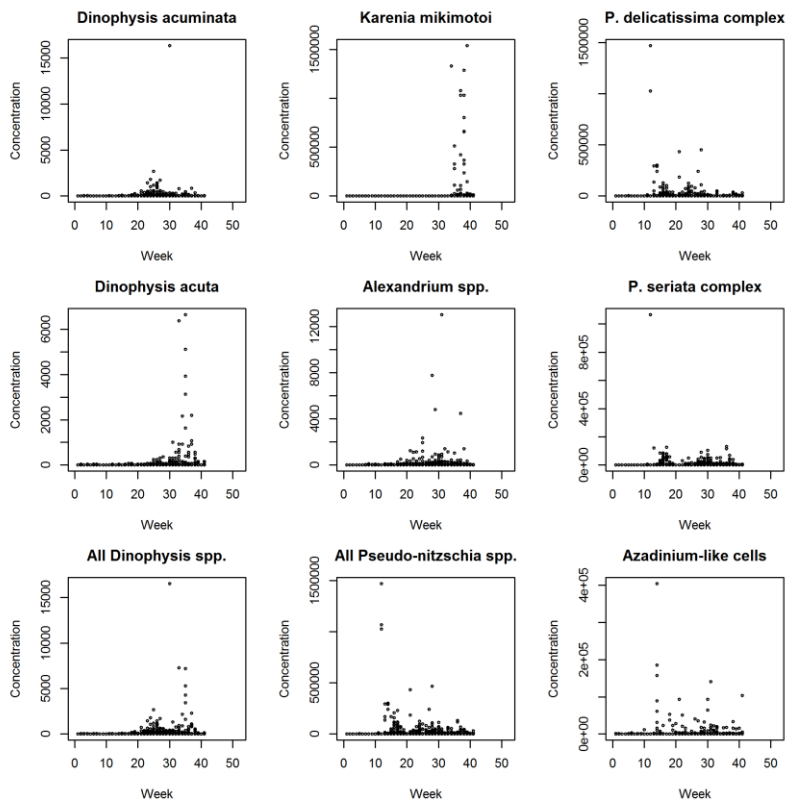 Dinophysis acuminata
Concentration
0 5000 10000 15000
0 10 20 30 40 50
Week
Karenia mikimotoi
Concentration
0 500000 1500000
0 10 20 30 40 50
Week
P. delicatissima complex
Concentration
0 500000 1500000
0 10 20 30 40 50
Week
Dinophysis acuta
Concentration
0 2000 4000 6000
0 10 20 30 40 50
Week
Alexandrium spp.
Concentration
0 4000 8000 12000
0 10 20 30 40 50
Week
P. seriata complex
Concentration
0e+00 4e+05 8e+05
0 10 20 30 40 50
Week
All Dinophysis spp.
Concentration
0 5000 10000 15000
0 10 20 30 40 50
Week
All Pseudo-nitzschia spp.
Concentration
0 500000 1500000
0 10 20 30 40 50
Week
Azadinium-like cells
Concentration
0e+00 2e+05 4e+05
0 10 20 30 40 50
Week